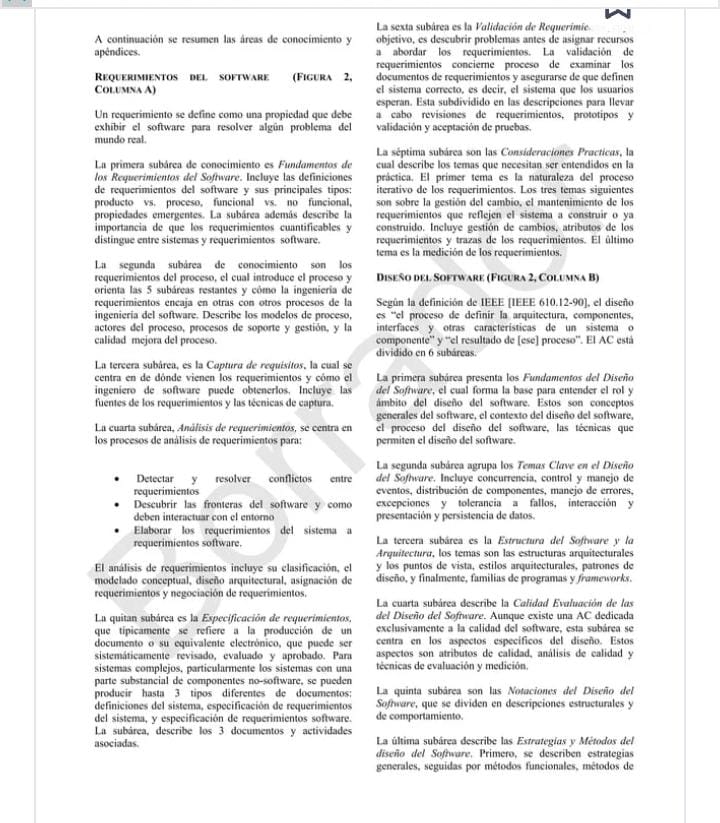 A continuación se resumen las áreas de conocimiento y
apéndices.
REQUERIMIENTOS DEL SOFTWARE (FIGURA 2,
COLUMNA A)
Un requerimiento se define como una propiedad que debe
exhibir el software para resolver algún problema del
mundo real.
La primera subárea de conocimiento es Fundamentos de
los Requerimientos del Software. Incluye las definiciones
de requerimientos del software y sus principales tipos:
producto vs. proceso, funcional vs. no funcional,
propiedades emergentes. La subárea además describe la
importancia de que los requerimientos cuantificables y
distingue entre sistemas y requerimientos software.
La segunda subárea de conocimiento son los
requerimientos del proceso, el cual introduce el proceso y
orienta las 5 subáreas restantes y cómo la ingeniería de
requerimientos encaja en otras con otros procesos de la
ingeniería del software. Describe los modelos de proceso,
actores del proceso, procesos de soporte y gestión, y la
calidad mejora del proceso.
La tercera subárea, es la Captura de requisitos, la cual se
centra en de dónde vienen los requerimientos y cómo el
ingeniero de software puede obtenerlos. Incluye las
fuentes de los requerimientos y las técnicas de captura.
La cuarta subárea, Análisis de requerimientos, se centra en
los procesos de análisis de requerimientos para:
• Detectar y resolver conflictos entre
requerimientos
• Descubrir las fronteras del software y como
deben interactuar con el entorno
• Elaborar los requerimientos del sistema a
requerimientos software.
El análisis de requerimientos incluye su clasificación, el
modelado conceptual, diseño arquitectural, asignación de
requerimientos y negociación de requerimientos.
La quitan subárea es la Especificación de requerimientos,
que típicamente se refiere a la producción de un
documento o su equivalente electrónico, que puede ser
sistemáticamente revisado, evaluado y aprobado. Para
sistemas complejos, particularmente los sistemas con una
parte substancial de componentes no-software, se pueden
producir hasta 3 tipos diferentes de documentos:
definiciones del sistema, especificación de requerimientos
del sistema, y especificación de requerimientos software.
La subárea, describe los 3 documentos y actividades
asociadas.
La sexta subárea es la Validación de Requerimie
objetivo, es descubrir problemas antes de asignar recursos
a abordar los requerimientos. La validación de
requerimientos concierne proceso de examinar los
documentos de requerimientos y asegurarse de que definen
el sistema correcto, es decir, el sistema que los usuarios
esperan. Esta subdividido en las descripciones para llevar
a cabo revisiones de requerimientos, prototipos y
validación y aceptación de pruebas.
La séptima subárea son las Consideraciones Practicas, la
cual describe los temas que necesitan ser entendidos en la
práctica. El primer tema es la naturaleza del proceso
iterativo de los requerimientos. Los tres temas siguientes
son sobre la gestión del cambio, el mantenimiento de los
requerimientos que reflejen el sistema a construir o ya
construido. Incluye gestión de cambios, atributos de los
requerimientos y trazas de los requerimientos. El último
tema es la medición de los requerimientos.
DISEÑO DEL SOFTWARE (FIGURA 2, COLUMNA B)
Según la definición de IEEE [IEEE 610.12-90], el diseño
es "el proceso de definir la arquitectura, componentes,
interfaces y otras características de un sistema o
componente" y "el resultado de [ese] proceso". El AC está
dividido en 6 subáreas.
La primera subárea presenta los Fundamentos del Diseño
del Software, el cual forma la base para entender el rol y
ámbito del diseño del software. Estos son conceptos
generales del software, el contexto del diseño del software,
el proceso del diseño del software, las técnicas que
permiten el diseño del software.
La segunda subárea agrupa los Temas Clave en el Diseño
del Software. Incluye concurrencia, control y manejo de
eventos, distribución de componentes, manejo de errores,
excepciones y tolerancia a fallos, interacción y
presentación y persistencia de datos.
La tercera subárea es la Estructura del Software y la
Arquitectura, los temas son las estructuras arquitecturales
y los puntos de vista, estilos arquitecturales, patrones de
diseño, y finalmente, familias de programas y frameworks.
La cuarta subárea describe la Calidad Evaluación de las
del Diseño del Software. Aunque existe una AC dedicada
exclusivamente a la calidad del software, esta subárea se
centra en los aspectos específicos del diseño. Estos
aspectos son atributos de calidad, análisis de calidad y
técnicas de evaluación y medición.
La quinta subárea son las Notaciones del Diseño del
Software, que se dividen en descripciones estructurales y
de comportamiento.
La última subárea describe las Estrategias y Métodos del
diseño del Software. Primero, se describen estrategias
generales, seguidas por métodos funcionales, métodos de
Borrador